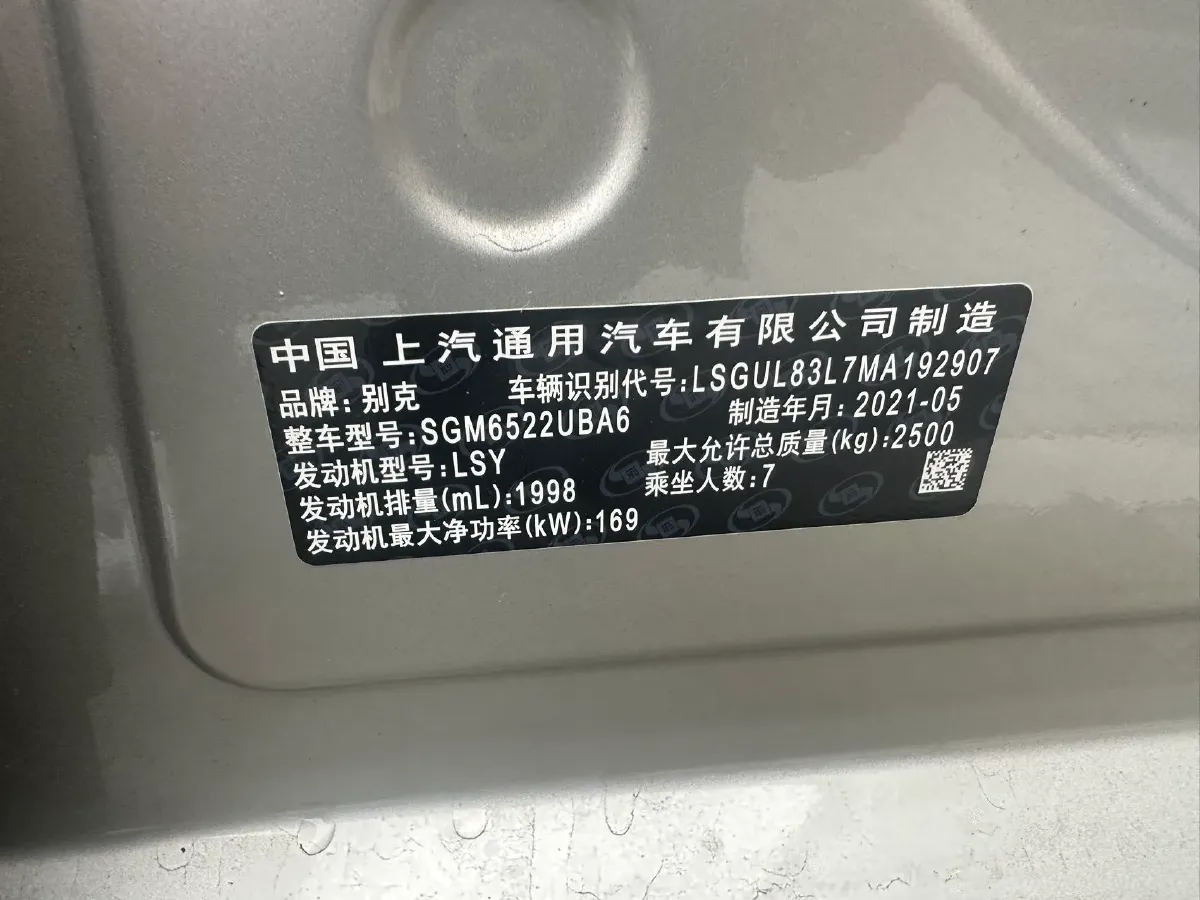 中国 上汽通用汽车有限公司制造
品牌：别克 车辆识别代号：LSGUL83L7MA192907
整车型号：SGM6522UBA6 制造年月：2021-05
发动机型号：LSY 最大允许总质量(kg)：2500
发动机排量(mL)：1998 乘坐人数：7
发动机最大净功率(kW)：169